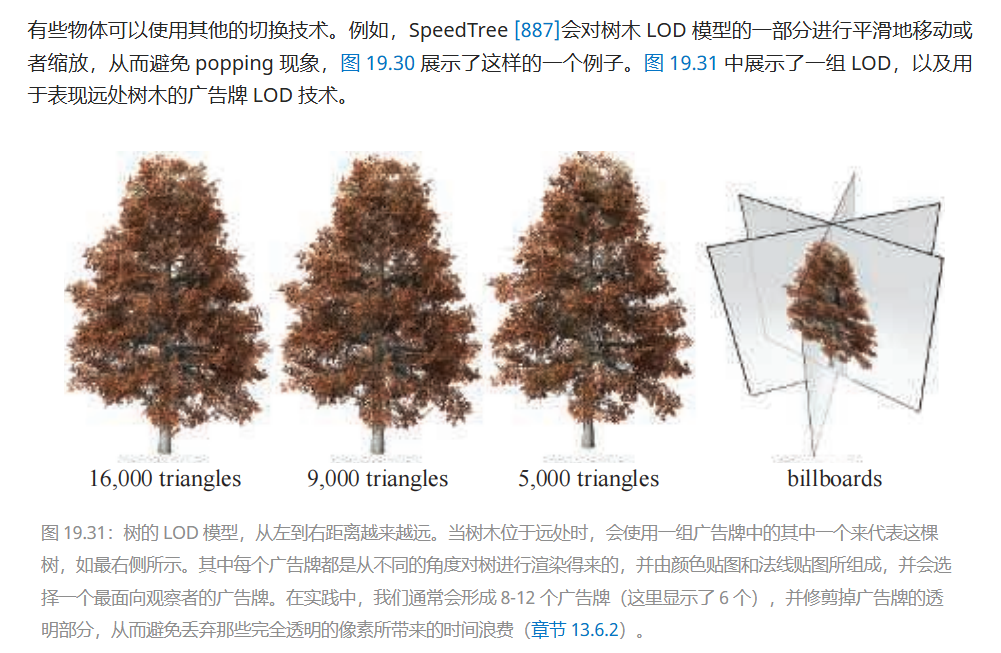 有些物体可以使用其他的切换技术。例如，SpeedTree [887]会对树木 LOD 模型的一部分进行平滑地移动或
者缩放，从而避免 popping 现象，图 19.30 展示了这样的一个例子。图 19.31 中展示了一组 LOD，以及用
于表现远处树木的广告牌 LOD 技术。
16,000 triangles 9,000 triangles 5,000 triangles billboards
图 19.31：树的 LOD 模型，从左到右距离越来越远。当树木位于远处时，会使用一组广告牌中的其中一个来代表这棵
树，如最右侧所示。其中每个广告牌都是从不同的角度对树进行渲染得来的，并由颜色贴图和法线贴图所组成，并会选
择一个最面向观察者的广告牌。在实践中，我们通常会形成 8-12 个广告牌（这里显示了 6 个），并修剪掉广告牌的透
明部分，从而避免丢弃那些完全透明的像素所带来的时间浪费（章节 13.6.2）。